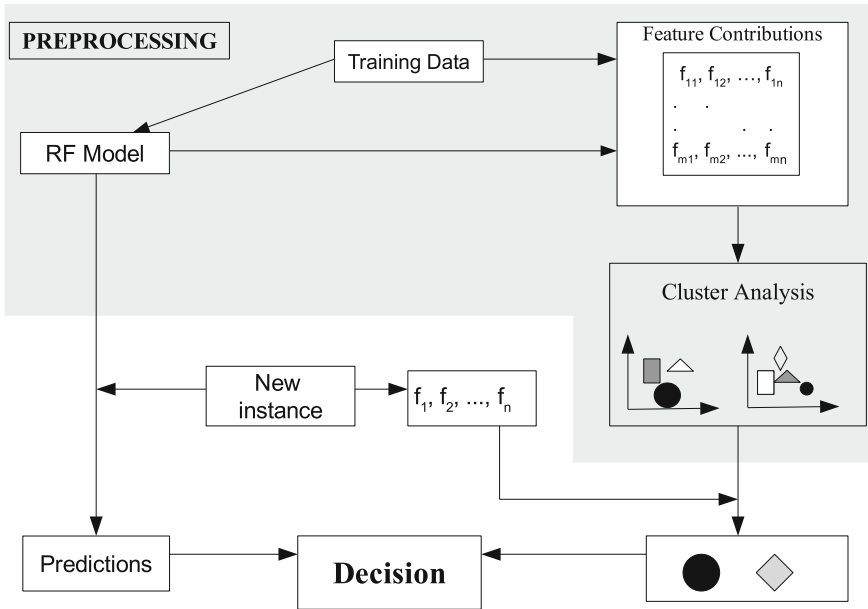 PREPROCESSING
Training Data
Feature Contributions
f11, f12, ..., f1n
. .
. . .
fm1, fm2, ..., fmn
RF Model
Cluster Analysis
New
instance
f1, f2, ..., fn
Predictions
Decision